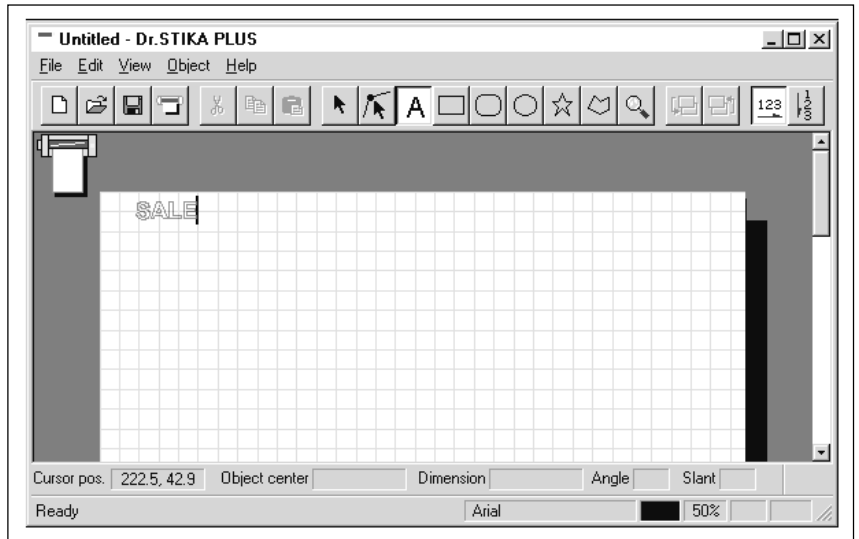 Untitled - Dr.STIKA PLUS
File Edit View Object Help
A 123 123
SALE
Cursor pos. 222.5, 42.9 Object center Dimension Angle Slant
Ready Arial 50%